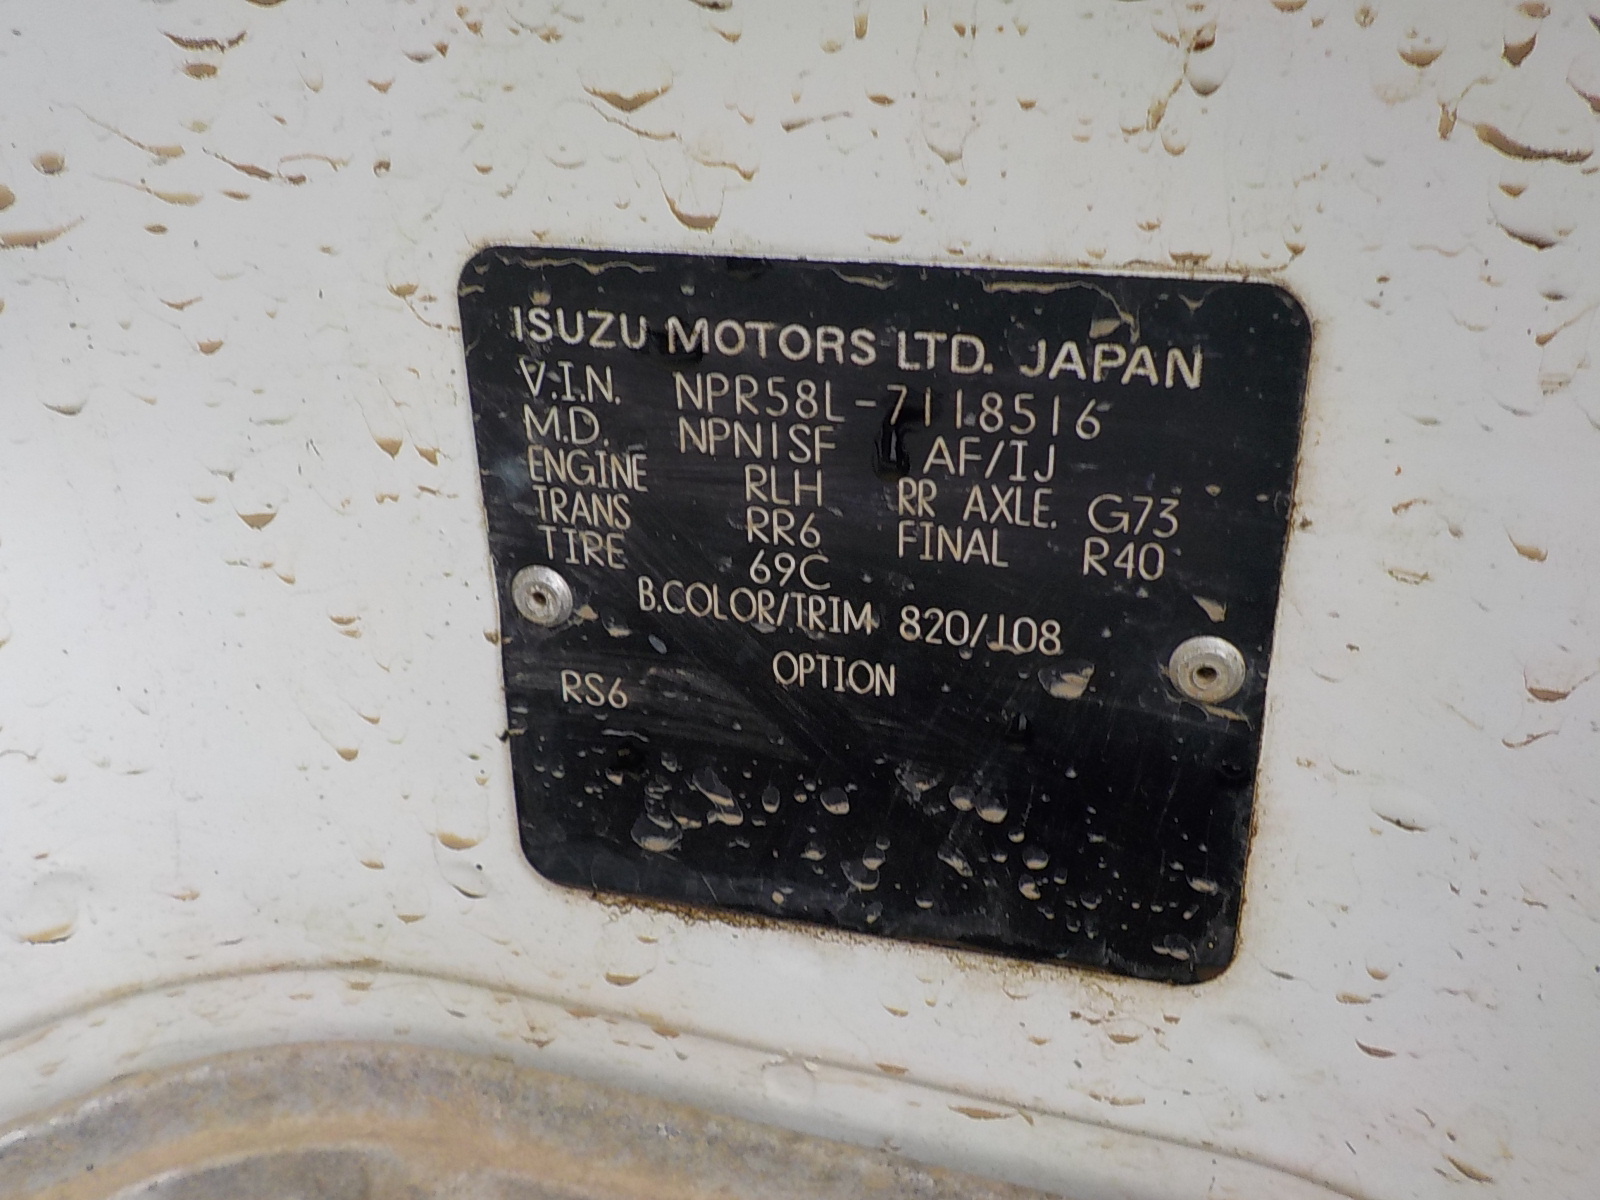 ISUZU MOTORS LTD. JAPAN
V.I.N. NPR58L-7118516
M.D. NPN1SF AF/IJ
ENGINE RLH RR AXLE. G73
TRANS RR6 FINAL R40
TIRE 69C
B.COLOR/TRIM 820/J08
OPTION
RS6